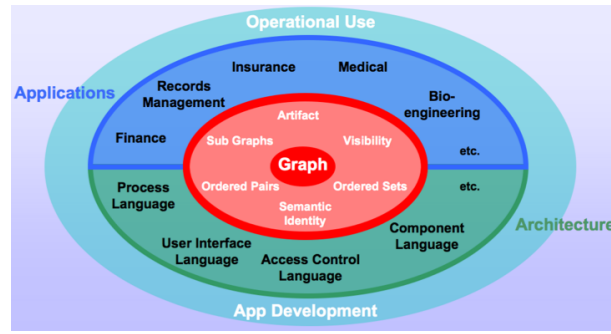 Operational Use
Insurance
Medical
Applications
Records
Management
Bio-
engineering
Artifact
Finance
Sub Graphs
Visibility
etc.
Graph
Process
Language
Ordered Pairs
Ordered Sets
etc.
Semantic
Identity
User Interface
Language
Component
Language
Architecture
Access Control
Language
App Development